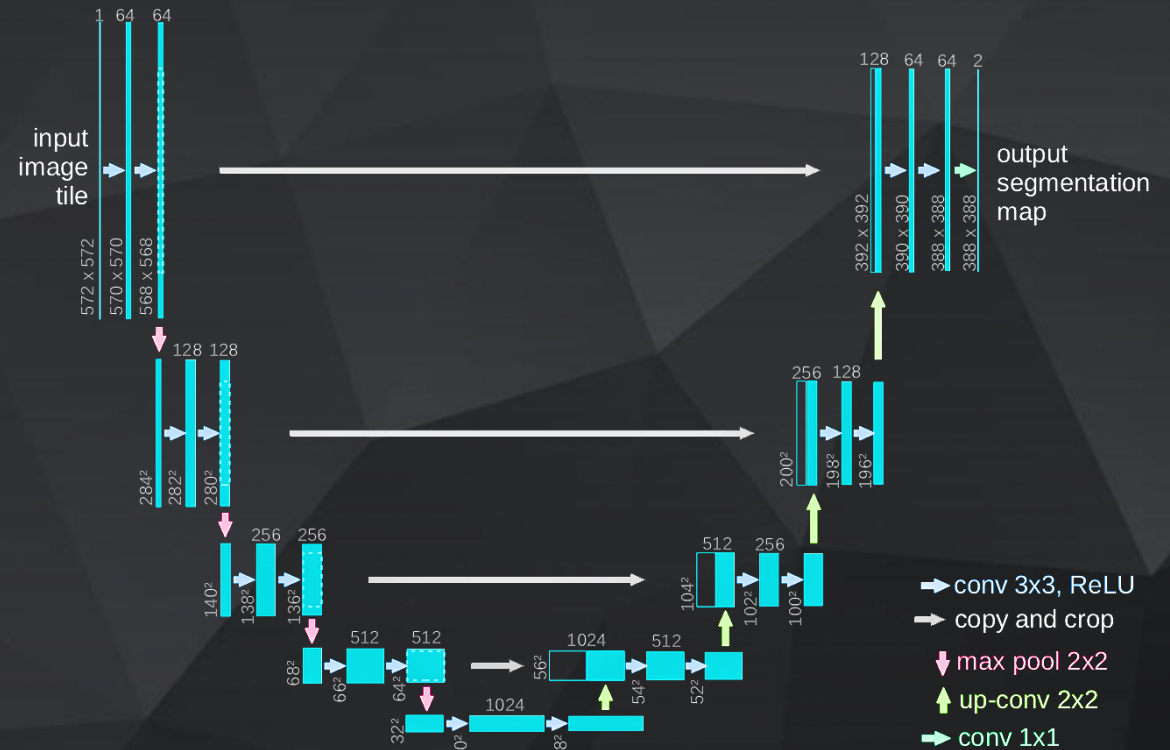 1 64 64
128 64 64 2
input
image
tile
output
segmentation
map
572 x 572
570 x 570
568 x 568
392 x 392
390 x 390
388 x 388
388 x 388
128 128
256 128
284²
282²
280²
200²
198²
196²
256 256
512 256
140²
138²
136²
104²
102²
100²
512 512
1024 512
68²
66²
64²
56²
54²
52²
1024
32²
conv 3x3, ReLU
copy and crop
max pool 2x2
up-conv 2x2
conv 1x1